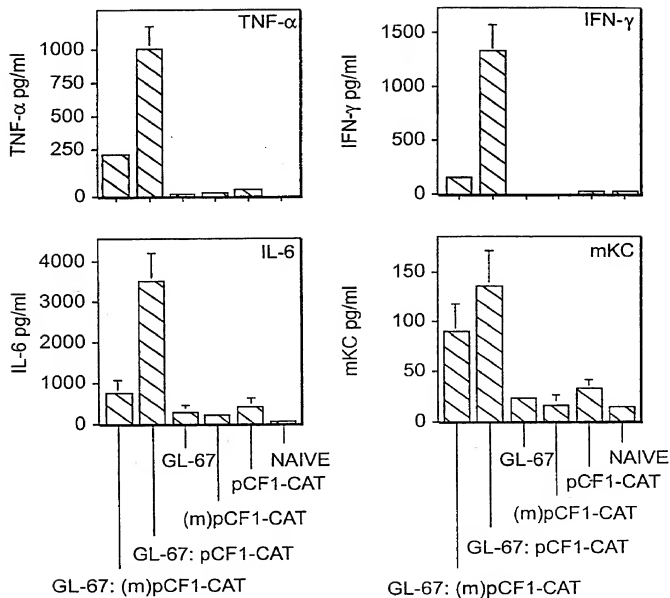 TNF-α
TNF-α pg/ml
1000
750
500
250
0
IFN-γ
IFN-γ pg/ml
1500
1000
500
0
IL-6
IL-6 pg/ml
4000
3000
2000
1000
0
mKC
mKC pg/ml
150
100
50
0
GL-67
NAIVE
pCF1-CAT
(m)pCF1-CAT
GL-67: pCF1-CAT
GL-67: (m)pCF1-CAT
GL-67
NAIVE
pCF1-CAT
(m)pCF1-CAT
GL-67: pCF1-CAT
GL-67: (m)pCF1-CAT